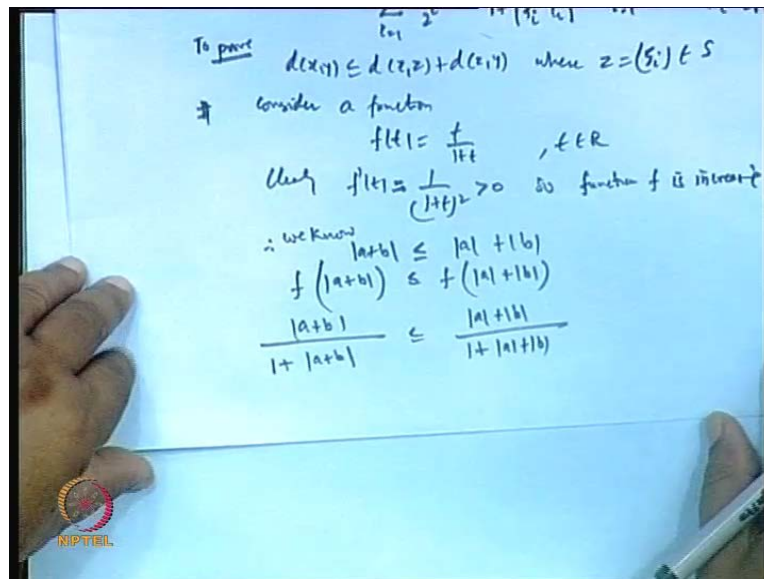 To prove d(x,y) ≤ d(z,z) + d(z,y) where z = (ξi) ∈ S
# Consider a function
f(t) = t/(1+t) , t ∈ R
Clearly f'(t) = 1/(1+t)² > 0 so function f is increasing
∴ we know |a+b| ≤ |a| + |b|
f(|a+b|) ≤ f(|a| + |b|)
|a+b| / (1 + |a+b|) ≤ (|a| + |b|) / (1 + |a| + |b|)
NPTEL